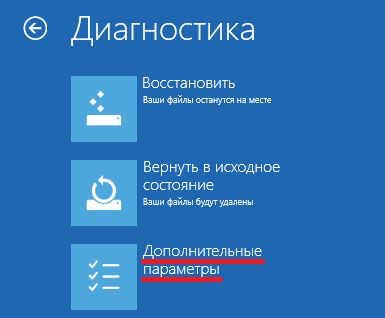 Диагностика
Восстановить
Ваши файлы останутся на месте
Вернуть в исходное
состояние
Ваши файлы будут удалены
Дополнительные
параметры